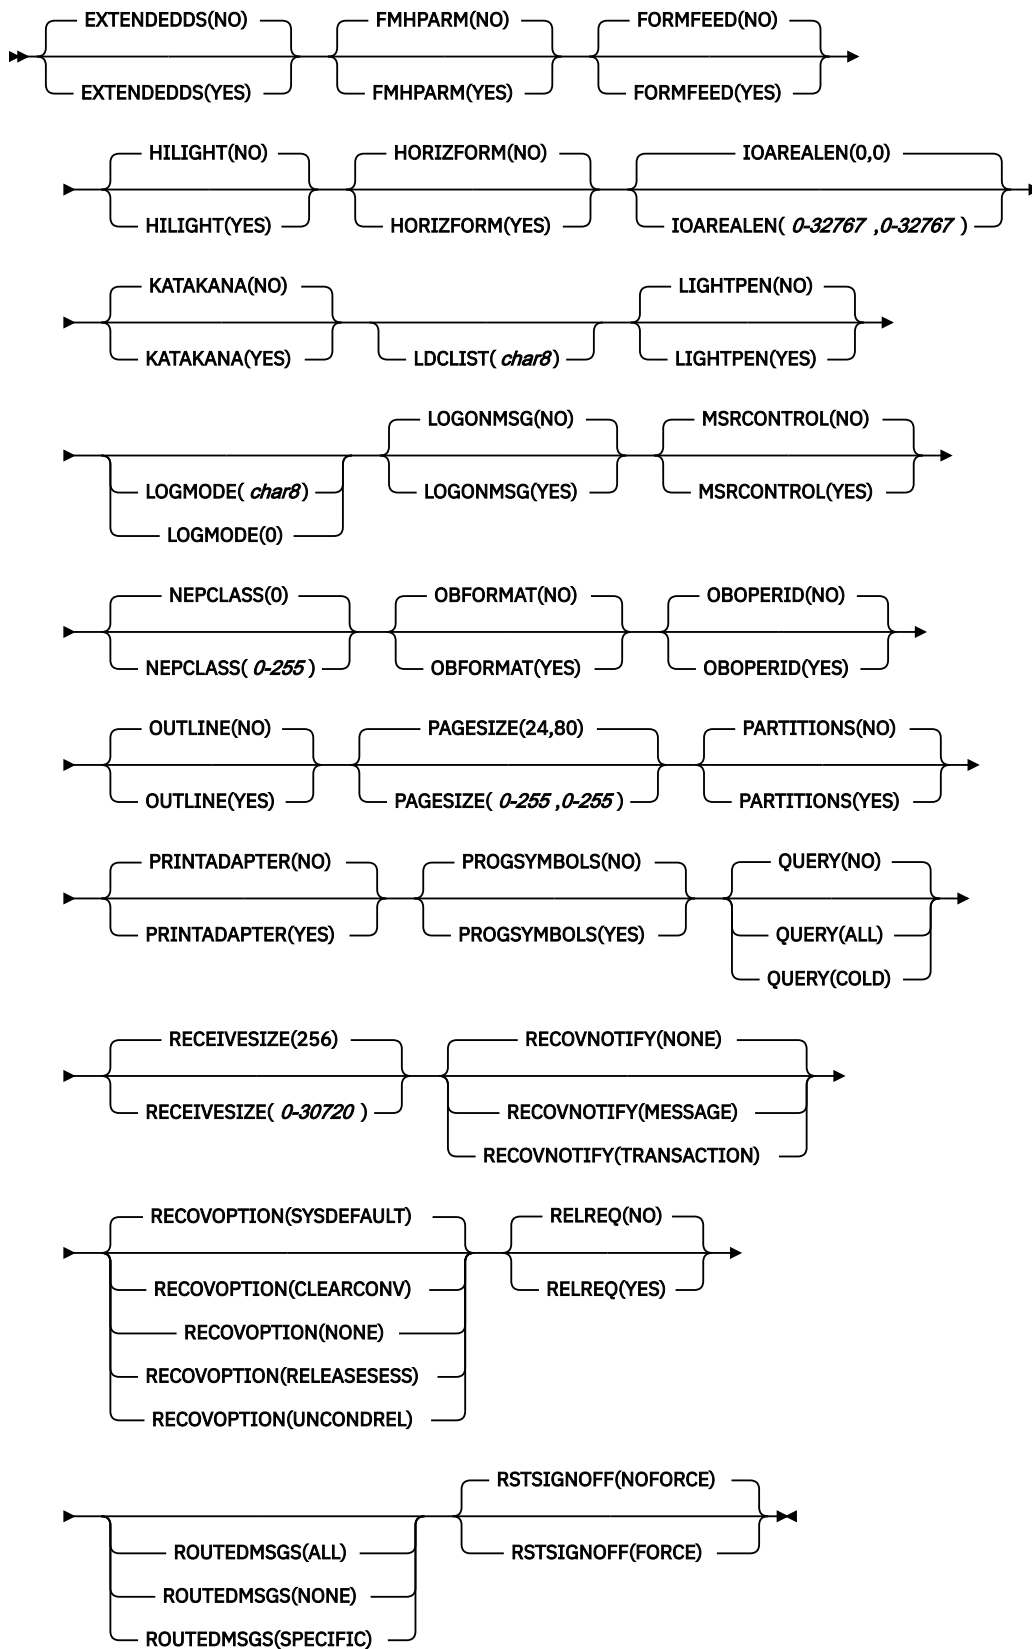 EXTENDEDDS(NO) FMHPARM(NO) FORMFEED(NO)
EXTENDEDDS(YES) FMHPARM(YES) FORMFEED(YES)
HILIGHT(NO) HORIZFORM(NO) IOAREALEN(0,0)
HILIGHT(YES) HORIZFORM(YES) IOAREALEN( 0-32767 ,0-32767 )
KATAKANA(NO) LIGHTPEN(NO)
KATAKANA(YES) LDCLIST( char8 ) LIGHTPEN(YES)
LOGONMSG(NO) MSRCONTROL(NO)
LOGMODE( char8 ) LOGONMSG(YES) MSRCONTROL(YES)
LOGMODE(0)
NEPCLASS(0) OBFORMAT(NO) OBOPERID(NO)
NEPCLASS( 0-255 ) OBFORMAT(YES) OBOPERID(YES)
OUTLINE(NO) PAGESIZE(24,80) PARTITIONS(NO)
OUTLINE(YES) PAGESIZE( 0-255 ,0-255 ) PARTITIONS(YES)
PRINTADAPTER(NO) PROGSYMBOLS(NO) QUERY(NO)
PRINTADAPTER(YES) PROGSYMBOLS(YES) QUERY(ALL)
QUERY(COLD)
RECEIVESIZE(256) RECOVNOTIFY(NONE)
RECEIVESIZE( 0-30720 ) RECOVNOTIFY(MESSAGE)
RECOVNOTIFY(TRANSACTION)
RECOVOPTION(SYSDEFAULT) RELREQ(NO)
RECOVOPTION(CLEARCONV) RELREQ(YES)
RECOVOPTION(NONE)
RECOVOPTION(RELEASESESS)
RECOVOPTION(UNCONDREL)
RSTSIGNOFF(NOFORCE)
ROUTEDMSGS(ALL) RSTSIGNOFF(FORCE)
ROUTEDMSGS(NONE)
ROUTEDMSGS(SPECIFIC)